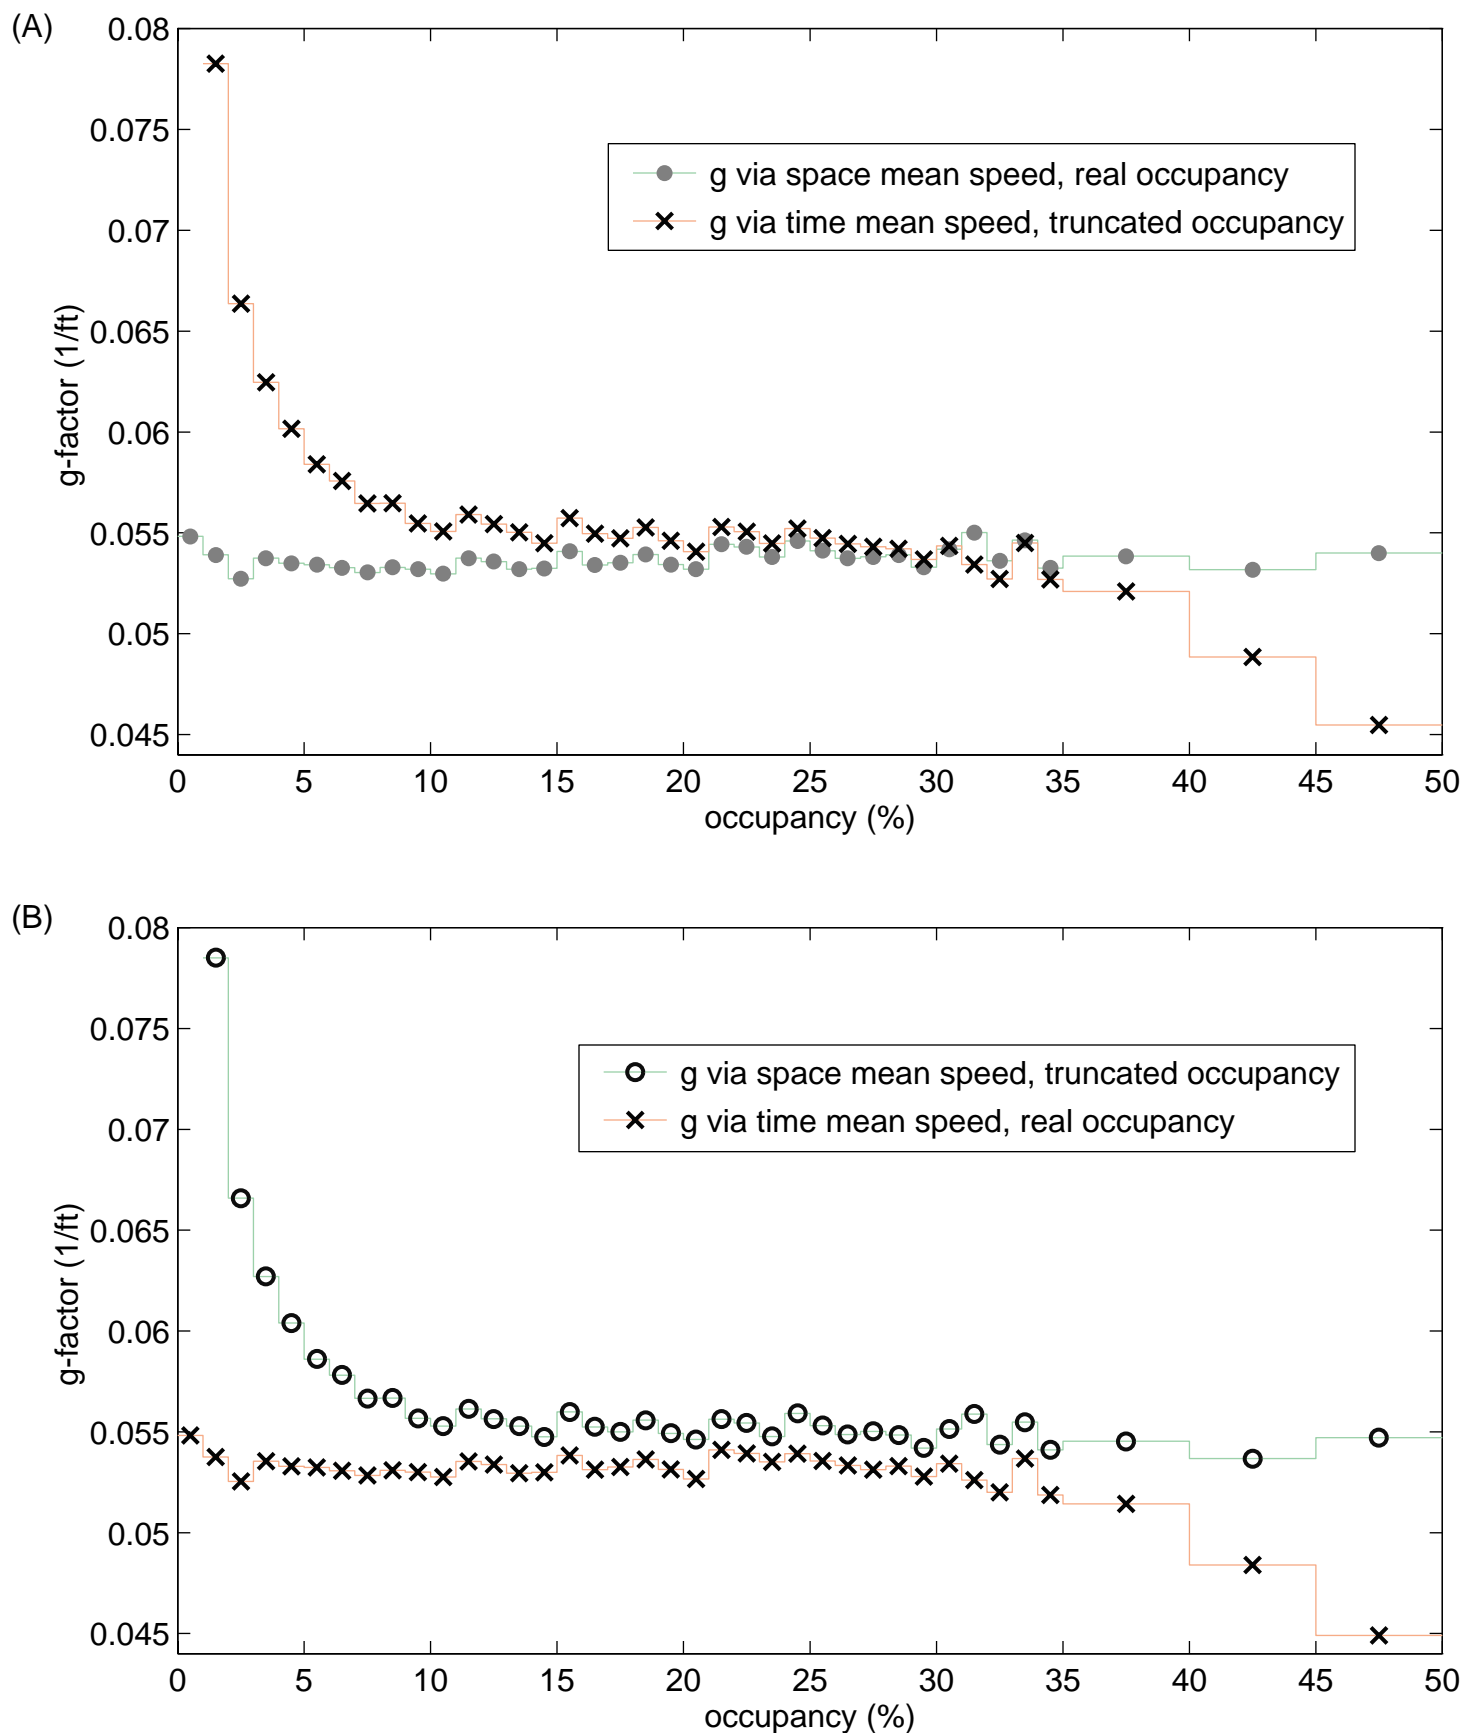 (A)
0.08
0.075
0.07
0.065
0.06
0.055
0.05
0.045
g-factor (1/ft)
g via space mean speed, real occupancy
g via time mean speed, truncated occupancy
0 5 10 15 20 25 30 35 40 45 50
occupancy (%)
(B)
0.08
0.075
0.07
0.065
0.06
0.055
0.05
0.045
g-factor (1/ft)
g via space mean speed, truncated occupancy
g via time mean speed, real occupancy
0 5 10 15 20 25 30 35 40 45 50
occupancy (%)